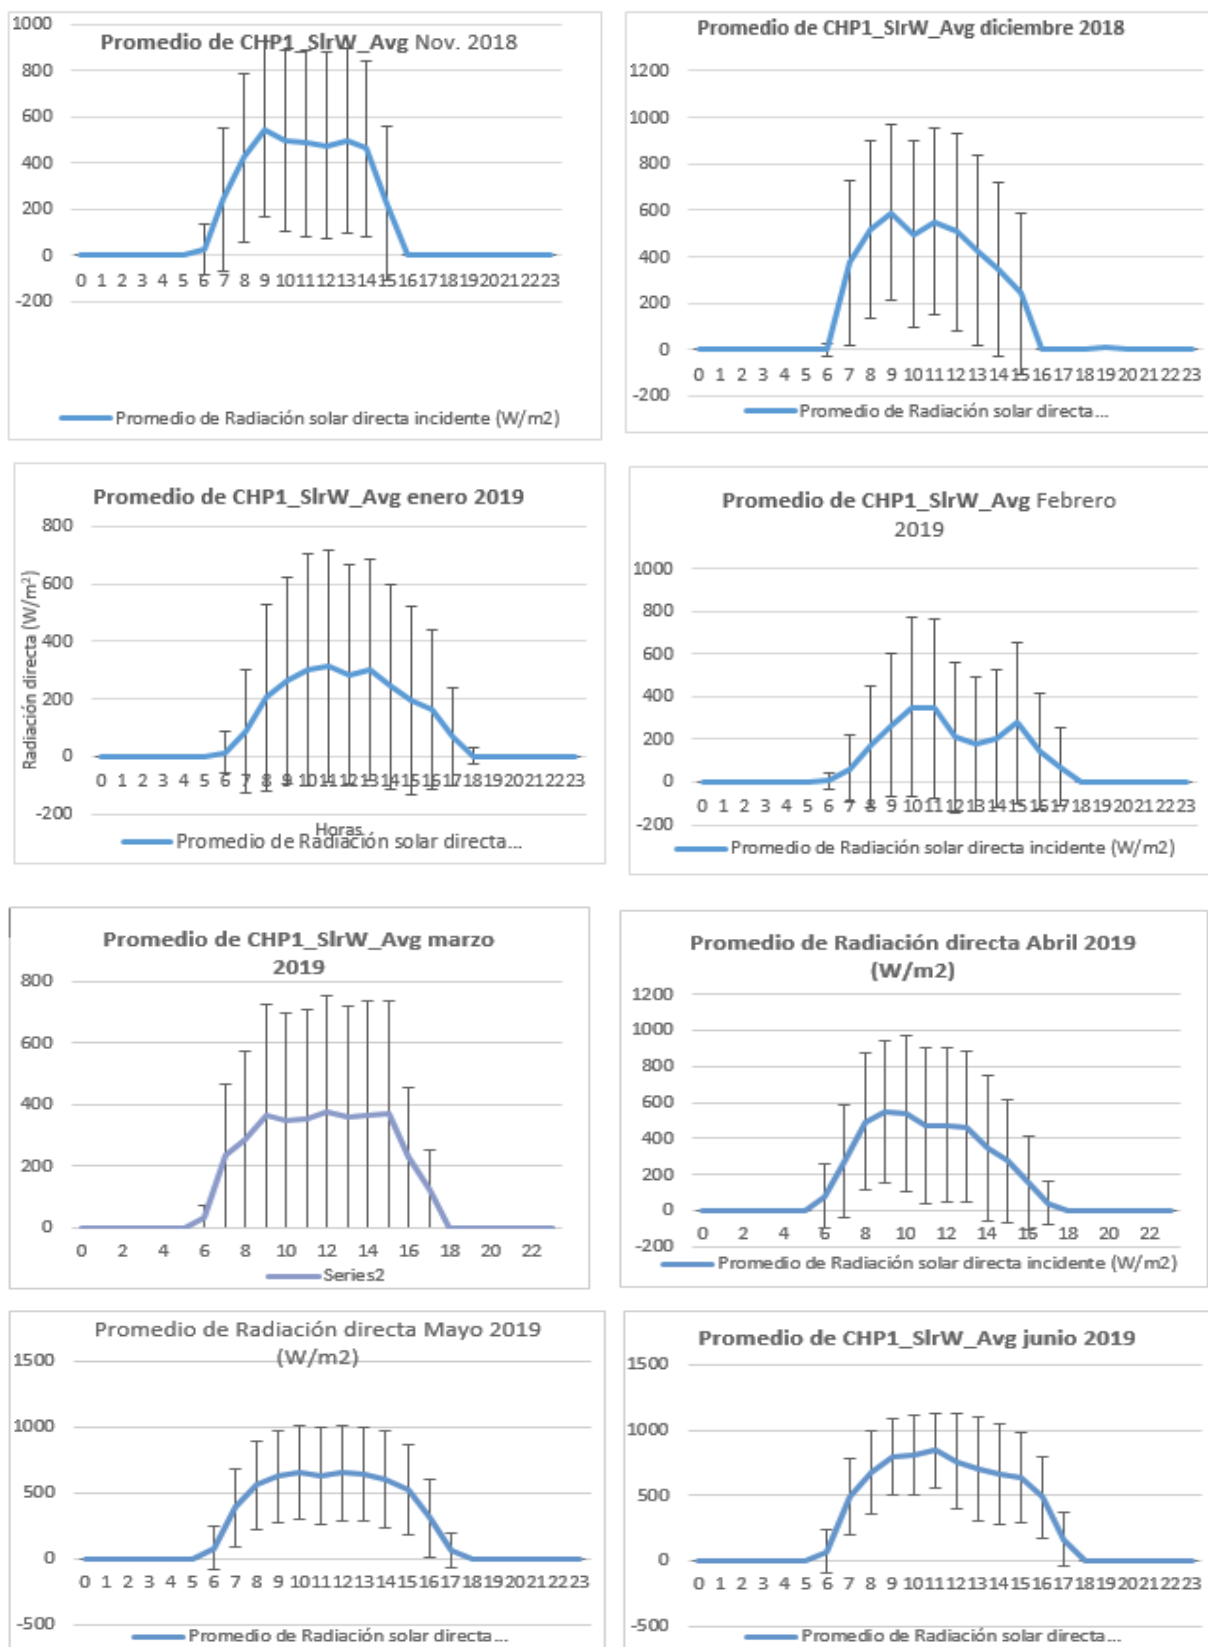 Promedio de CHP1_SlrW_Avg Nov. 2018
1000
800
600
400
200
0
0 1 2 3 4 5 6 7 8 9 10 11 12 13 14 15 16 17 18 19 20 21 22 23
-200
Promedio de Radiación solar directa incidente (W/m2)
Promedio de CHP1_SlrW_Avg diciembre 2018
1200
1000
800
600
400
200
0
0 1 2 3 4 5 6 7 8 9 10 11 12 13 14 15 16 17 18 19 20 21 22 23
-200
Promedio de Radiación solar directa...
Promedio de CHP1_SlrW_Avg enero 2019
Radiación directa (W/m²)
800
600
400
200
0
0 1 2 3 4 5 6 7 8 9 10 11 12 13 14 15 16 17 18 19 20 21 22 23
-200
Horas
Promedio de Radiación solar directa...
Promedio de CHP1_SlrW_Avg Febrero
2019
1000
800
600
400
200
0
0 1 2 3 4 5 6 7 8 9 10 11 12 13 14 15 16 17 18 19 20 21 22 23
-200
Promedio de Radiación solar directa incidente (W/m2)
Promedio de CHP1_SlrW_Avg marzo
2019
800
600
400
200
0
0 2 4 6 8 10 12 14 16 18 20 22
Series2
Promedio de Radiación directa Abril 2019
(W/m2)
1200
1000
800
600
400
200
0
0 2 4 6 8 10 12 14 16 18 20 22
-200
Promedio de Radiación solar directa incidente (W/m2)
Promedio de Radiación directa Mayo 2019
(W/m2)
1500
1000
500
0
0 1 2 3 4 5 6 7 8 9 10 11 12 13 14 15 16 17 18 19 20 21 22 23
-500
Promedio de Radiación solar directa...
Promedio de CHP1_SlrW_Avg junio 2019
1500
1000
500
0
0 1 2 3 4 5 6 7 8 9 10 11 12 13 14 15 16 17 18 19 20 21 22 23
-500
Promedio de Radiación solar directa...